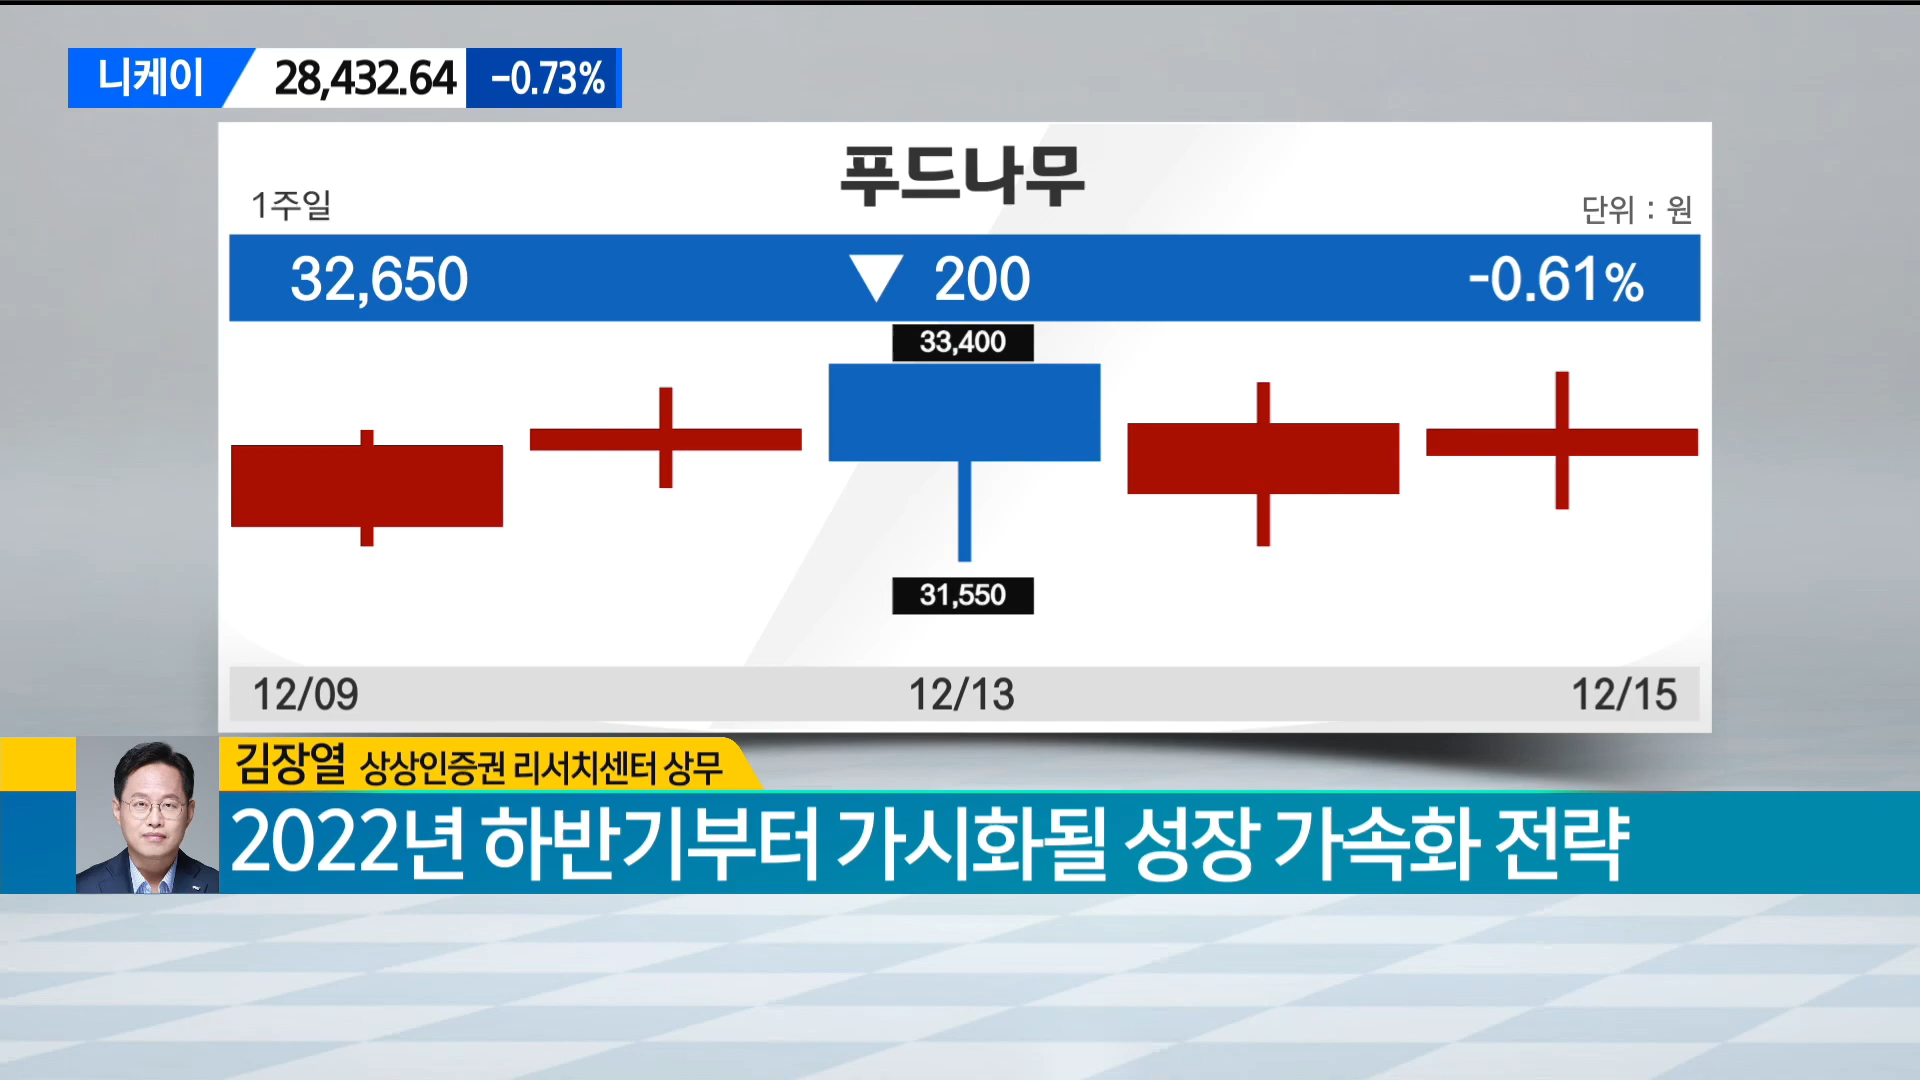 니케이 28,432.64 -0.73%
푸드나무
1주일
단위 : 원
32,650 ▼ 200 -0.61%
33,400
31,550
12/09 12/13 12/15
김장열 상상인증권 리서치센터 상무
2022년 하반기부터 가시화될 성장 가속화 전략